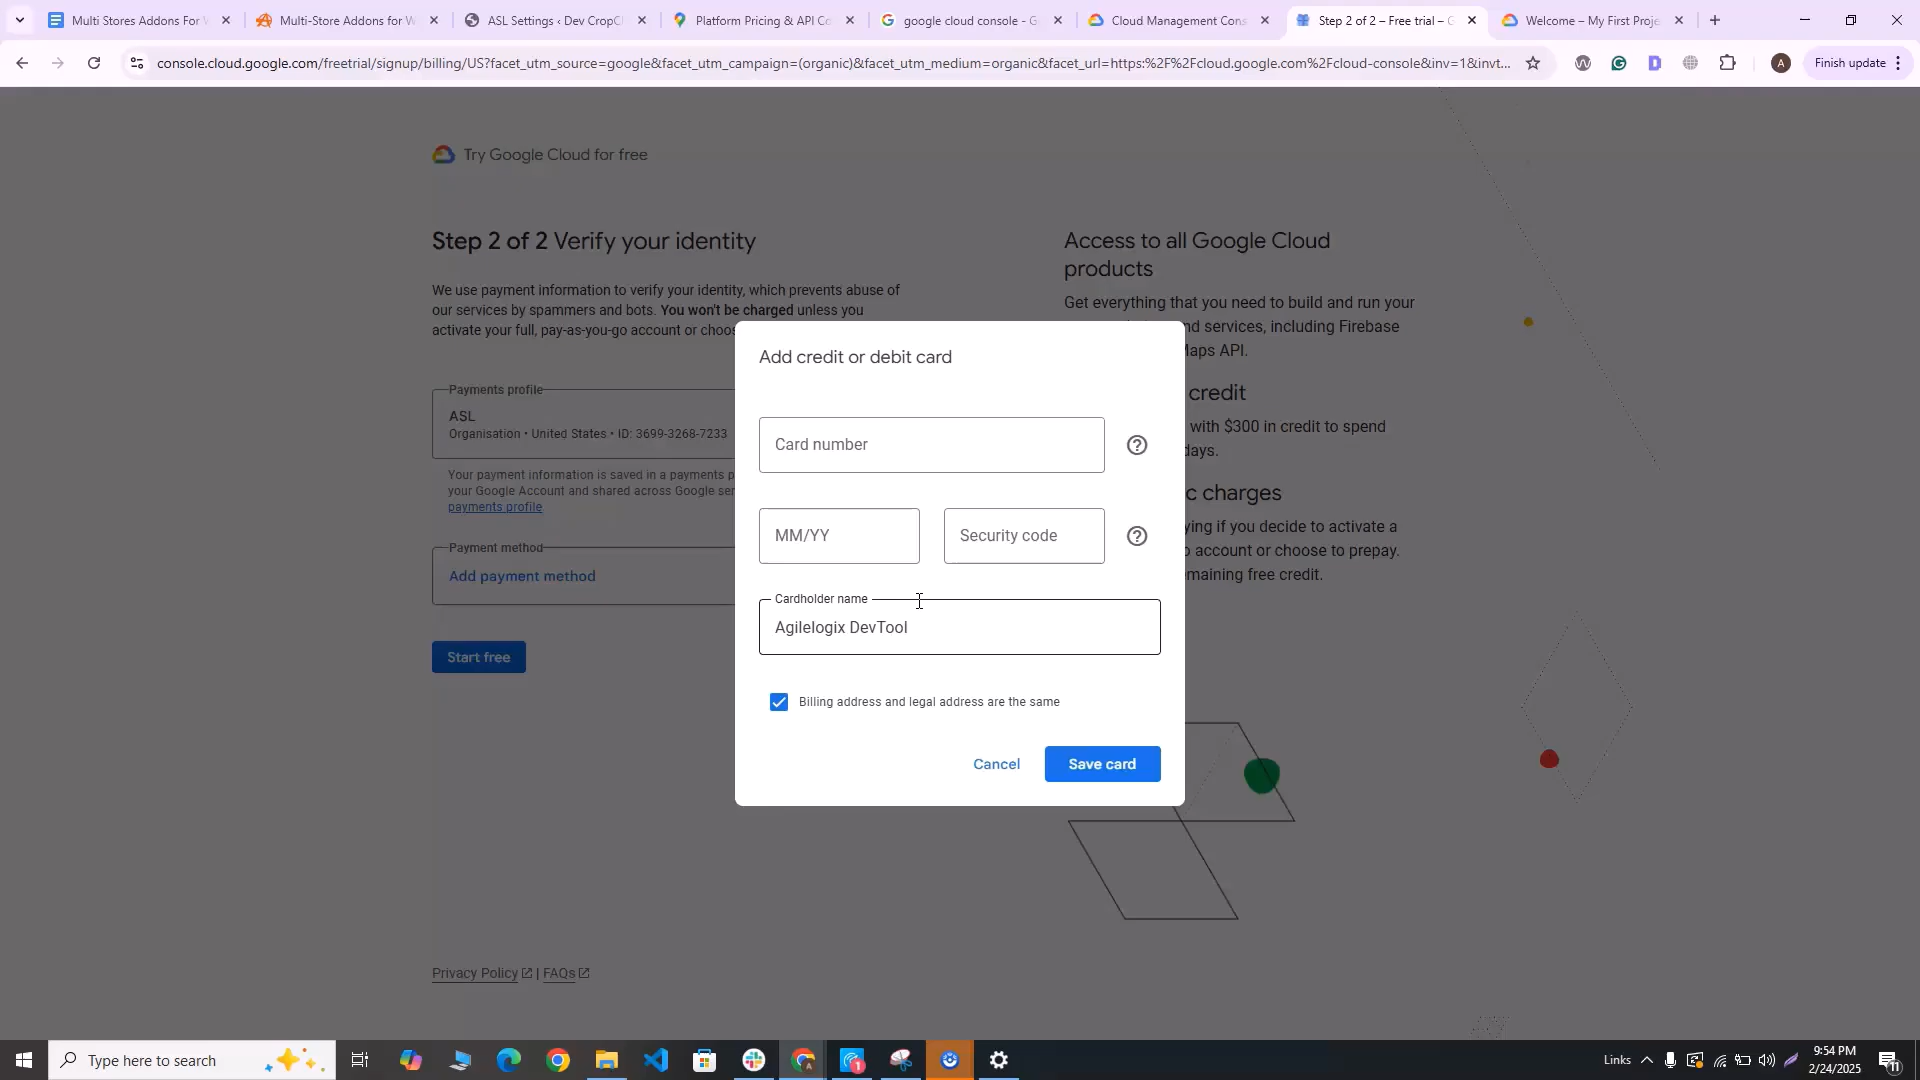 Multi Stores Addons For
Multi-Store Addons for W
ASL Settings ‹ Dev CropC
Platform Pricing & API Co
google cloud console - G
Cloud Management Cons
Step 2 of 2 – Free trial – G
Welcome – My First Proje
console.cloud.google.com/freetrial/signup/billing/US?facet_utm_source=google&facet_utm_campaign=(organic)&facet_utm_medium=organic&facet_url=https:%2F%2Fcloud.google.com%2Fcloud-console&inv=1&invt...
A
Finish update
Try Google Cloud for free
Step 2 of 2 Verify your identity
We use payment information to verify your identity, which prevents abuse of
our services by spammers and bots. You won't be charged unless you
activate your full, pay-as-you-go account or choos
Payments profile
ASL
Organisation • United States • ID: 3699-3268-7233
Your payment information is saved in a payments p
your Google Account and shared across Google ser
payments profile
Payment method
Add payment method
Start free
Privacy Policy | FAQs
Access to all Google Cloud
products
Get everything that you need to build and run your
nd services, including Firebase
Maps API.
credit
with $300 in credit to spend
days.
c charges
ying if you decide to activate a
o account or choose to prepay.
emaining free credit.
Add credit or debit card
Card number
MM/YY
Security code
Cardholder name
Agilelogix DevTool
Billing address and legal address are the same
Cancel
Save card
Type here to search
1
Links
9:54 PM
2/24/2025
11